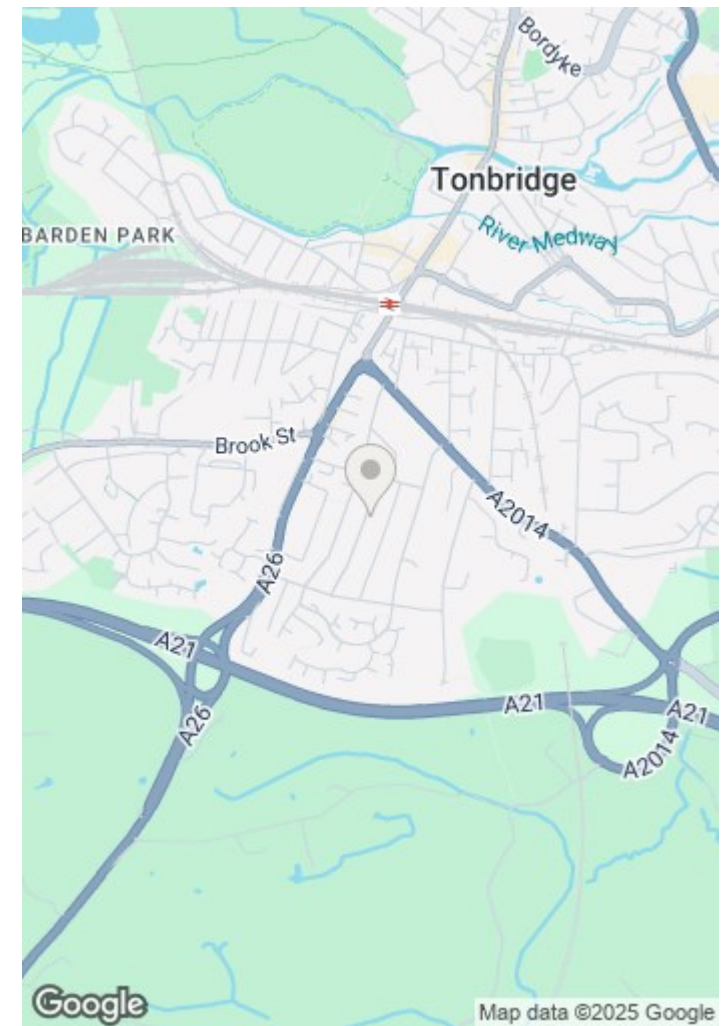 Bordyke
Tonbridge
BARDEN PARK
River Medway
Brook St
A2014
A26
A21
A21
A21
A26
A2014
Google
Map data ©2025 Google